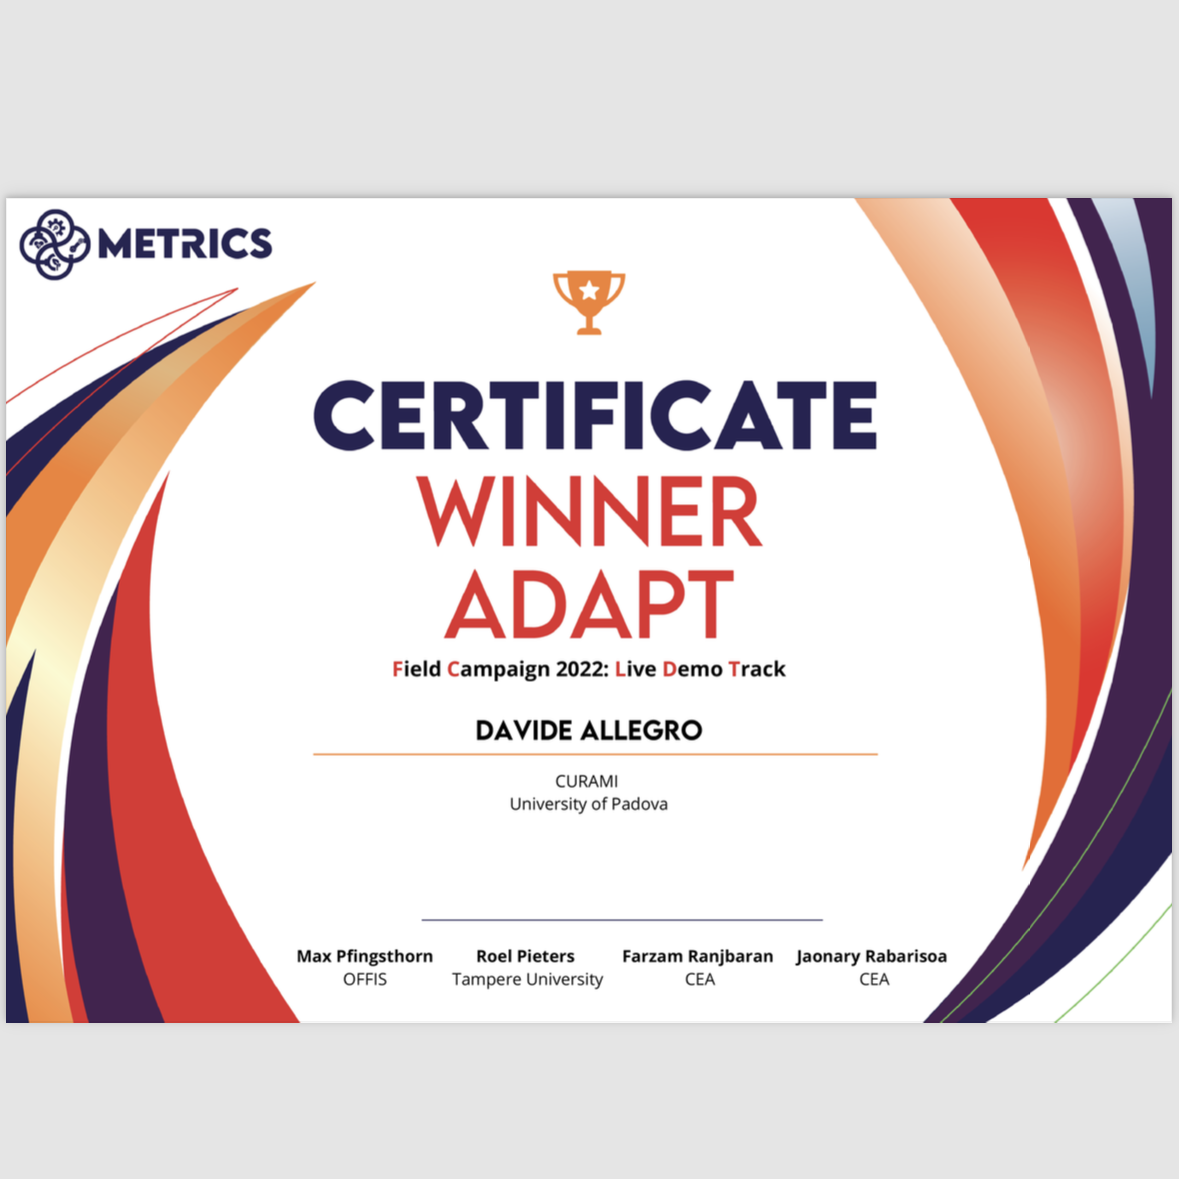 METRICS
CERTIFICATE
WINNER
ADAPT
Field Campaign 2022: Live Demo Track
DAVIDE ALLEGRO
CURAMI
University of Padova
Max Pfingsthorn Roel Pieters Farzam Ranjbaran Jaonary Rabarisoa
OFFIS Tampere University CEA CEA